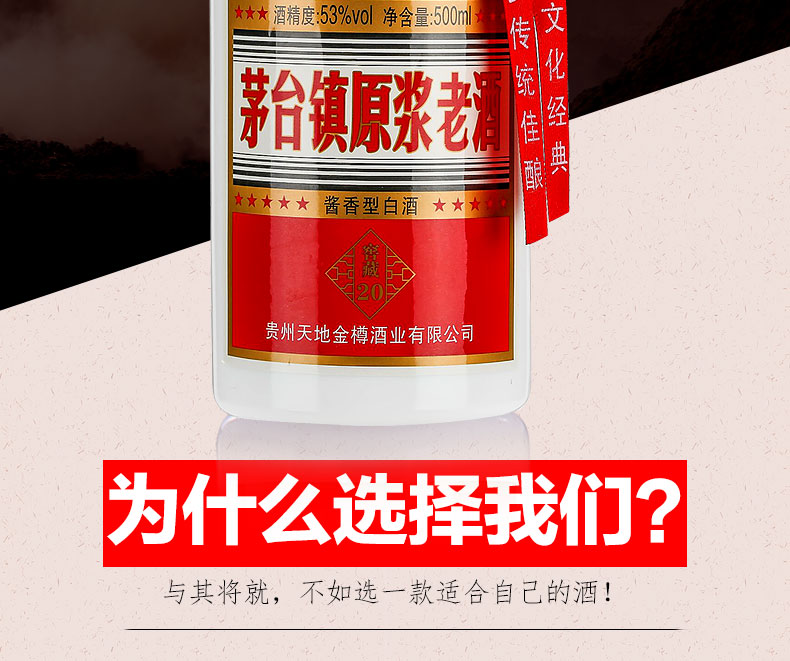 ★★★酒精度:53%vol 净含量:500ml★★★
茅台镇原浆老酒
★★★★★ 酱香型白酒 ★★★★★
窖藏
20
贵州天地金樽酒业有限公司
文化经典
传统佳酿
为什么选择我们?
与其将就，不如选一款适合自己的酒!